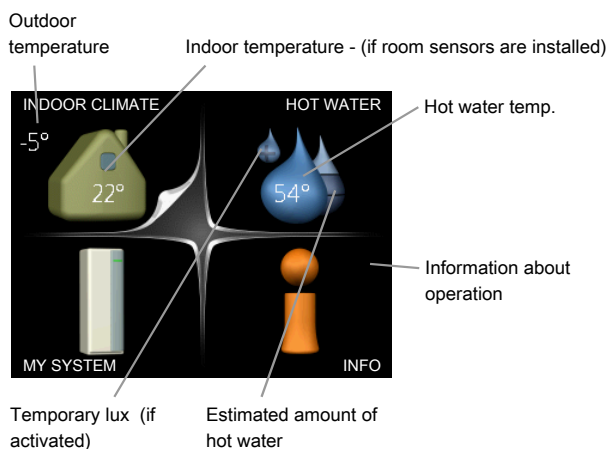 Outdoor
temperature
Indoor temperature - (if room sensors are installed)
INDOOR CLIMATE
HOT WATER
Hot water temp.
-5°
22°
54°
Information about
operation
MY SYSTEM
INFO
Temporary lux (if
activated)
Estimated amount of
hot water